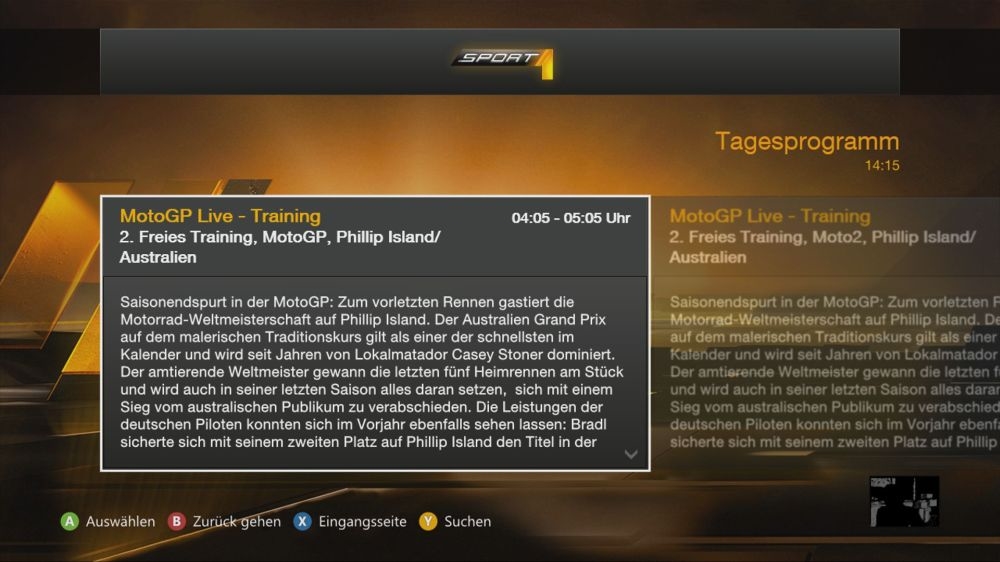 SPORT1
Tagesprogramm
14:15
MotoGP Live - Training
04:05 - 05:05 Uhr
2. Freies Training, MotoGP, Phillip Island/
Australien
Saisonendspurt in der MotoGP: Zum vorletzten Rennen gastiert die
Motorrad-Weltmeisterschaft auf Phillip Island. Der Australien Grand Prix
auf dem malerischen Traditionskurs gilt als einer der schnellsten im
Kalender und wird seit Jahren von Lokalmatador Casey Stoner dominiert.
Der amtierende Weltmeister gewann die letzten fünf Heimrennen am Stück
und wird auch in seiner letzten Saison alles daran setzen, sich mit einem
Sieg vom australischen Publikum zu verabschieden. Die Leistungen der
deutschen Piloten konnten sich im Vorjahr ebenfalls sehen lassen: Bradl
sicherte sich mit seinem zweiten Platz auf Phillip Island den Titel in der
MotoGP Live - Training
2. Freies Training, Moto2, Phillip Island/
Australien
Saisonendspurt in der MotoGP: Zum vorletzten R
Motorrad-Weltmeisterschaft auf Phillip Island. De
auf dem malerischen Traditionskurs gilt als einer
Kalender und wird seit Jahren von Lokalmatador
Der amtierende Weltmeister gewann die letzten
und wird auch in seiner letzten Saison alles daran
Sieg vom australischen Publikum zu verabschied
deutschen Piloten konnten sich im Vorjahr ebenf
sicherte sich mit seinem zweiten Platz auf Phillip
A Auswählen B Zurück gehen X Eingangsseite Y Suchen